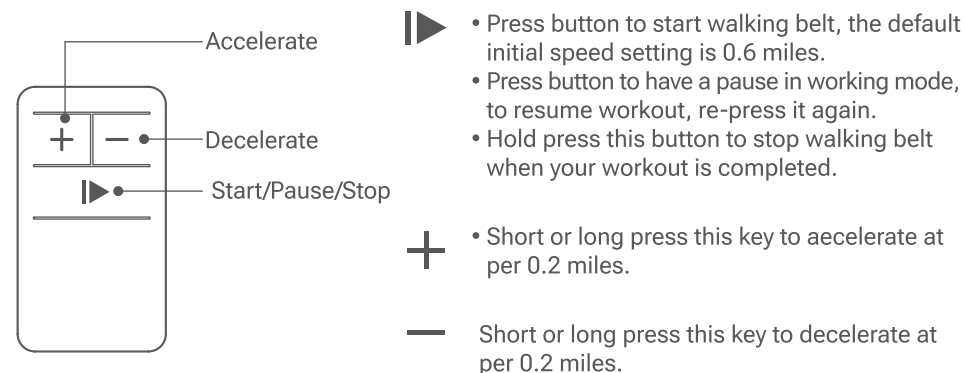 Accelerate
Decelerate
Start/Pause/Stop
• Press button to start walking belt, the default
initial speed setting is 0.6 miles.
• Press button to have a pause in working mode,
to resume workout, re-press it again.
• Hold press this button to stop walking belt
when your workout is completed.
• Short or long press this key to aecelerate at
per 0.2 miles.
Short or long press this key to decelerate at
per 0.2 miles.